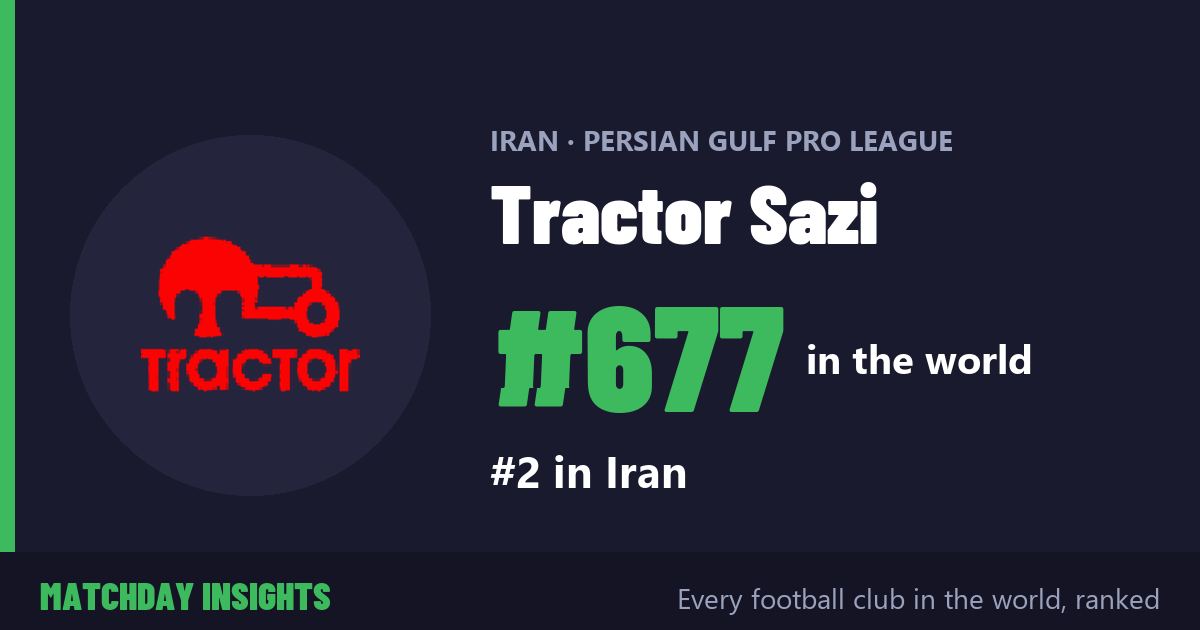 IRAN · PERSIAN GULF PRO LEAGUE
Tractor Sazi
TracTor
#677 in the world
#2 in Iran
MATCHDAY INSIGHTS
Every football club in the world, ranked